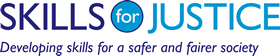 SKILLS for JUSTICE
Developing skills for a safer and fairer society